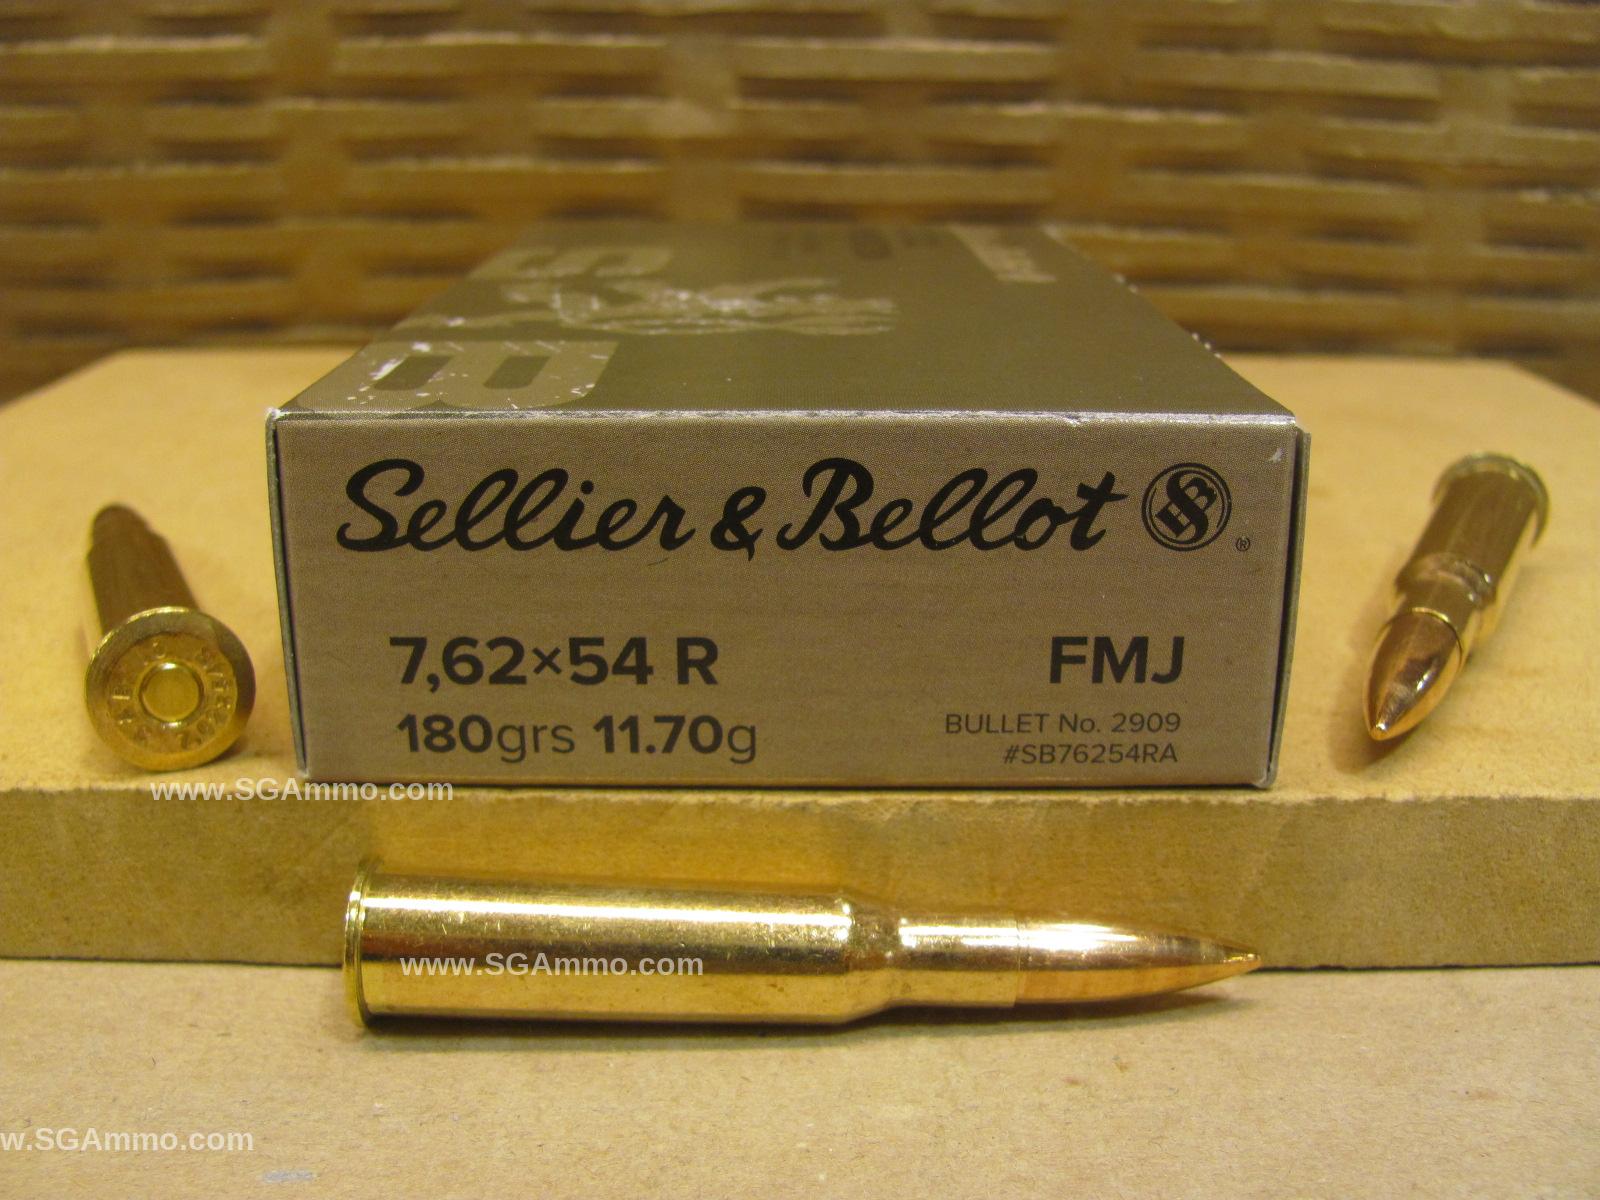 S
B
Sellier & Bellot SB ®
7,62×54 R FMJ
180grs 11.70g BULLET No. 2909
#SB76254RA
www.SGAmmo.com
www.SGAmmo.com
w.SGAmmo.com